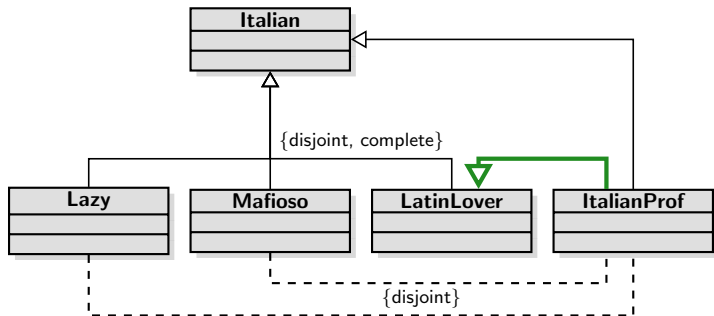 Italian
{disjoint, complete}
Lazy
Mafioso
LatinLover
ItalianProf
{disjoint}